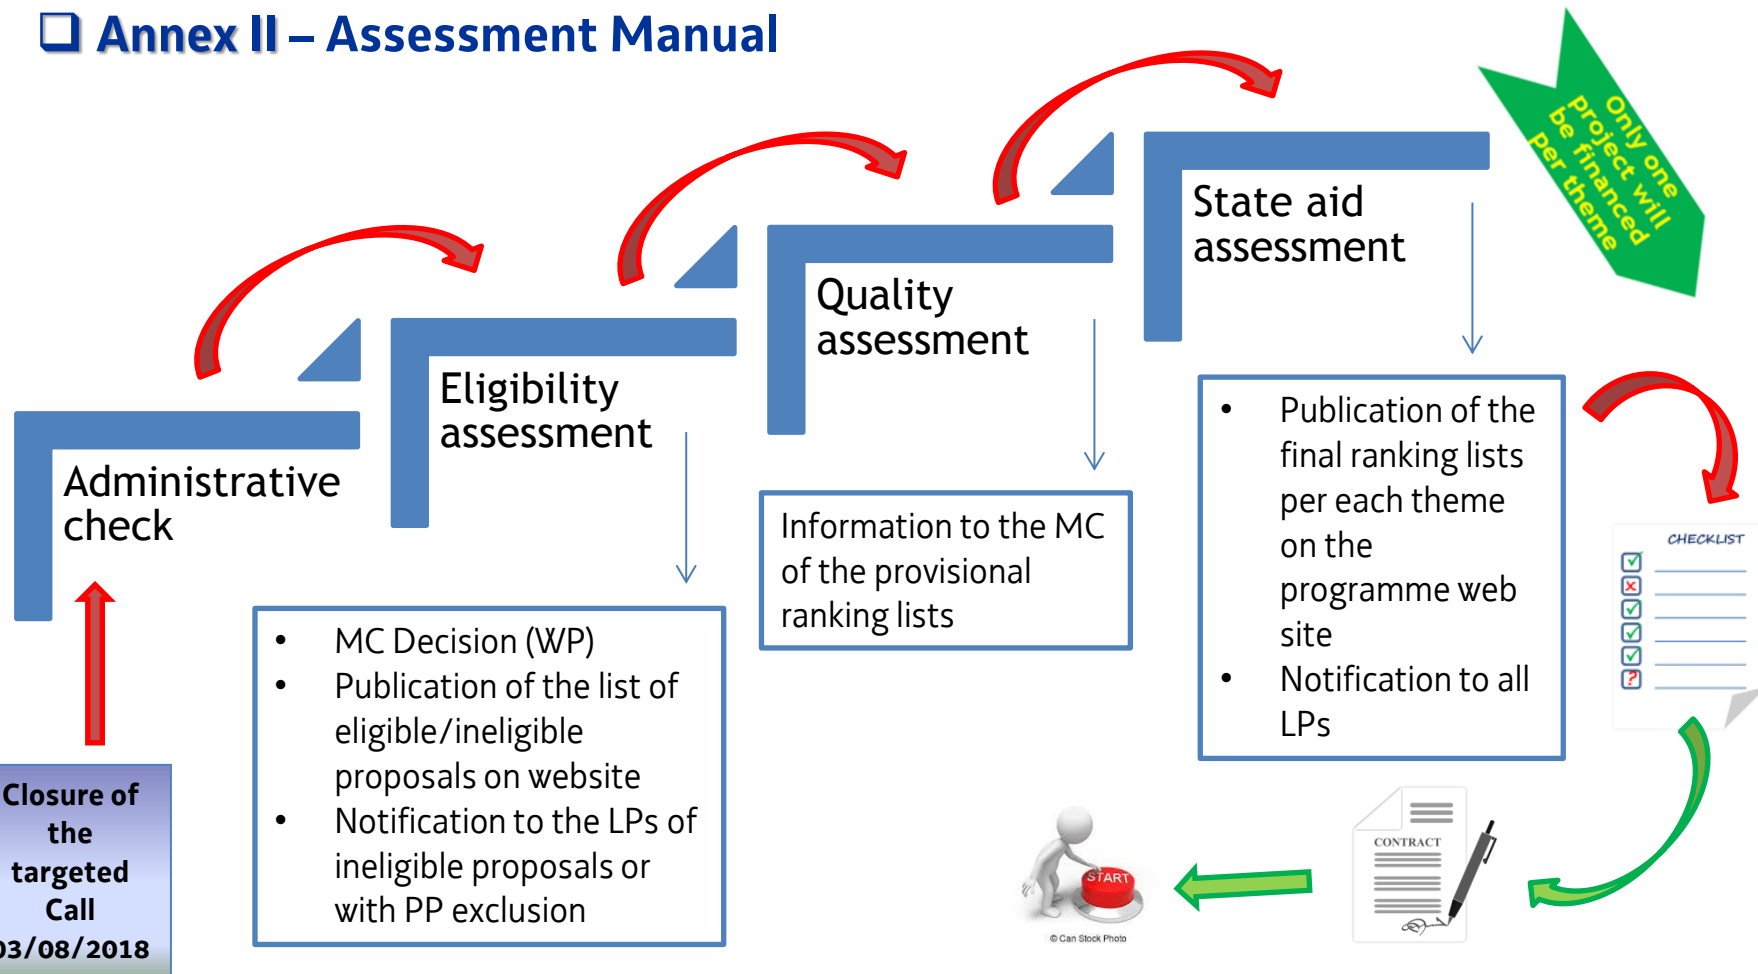 Annex II – Assessment Manual
Only one
project will
be financed
per theme
State aid
assessment
Quality
assessment
Eligibility
assessment
Administrative
check
• Publication of the
final ranking lists
per each theme
on the
programme web
site
• Notification to all
LPs
Information to the MC
of the provisional
ranking lists
• MC Decision (WP)
• Publication of the list of
eligible/ineligible
proposals on website
• Notification to the LPs of
ineligible proposals or
with PP exclusion
Closure of
the
targeted
Call
03/08/2018
CHECKLIST
CONTRACT
START
© Can Stock Photo